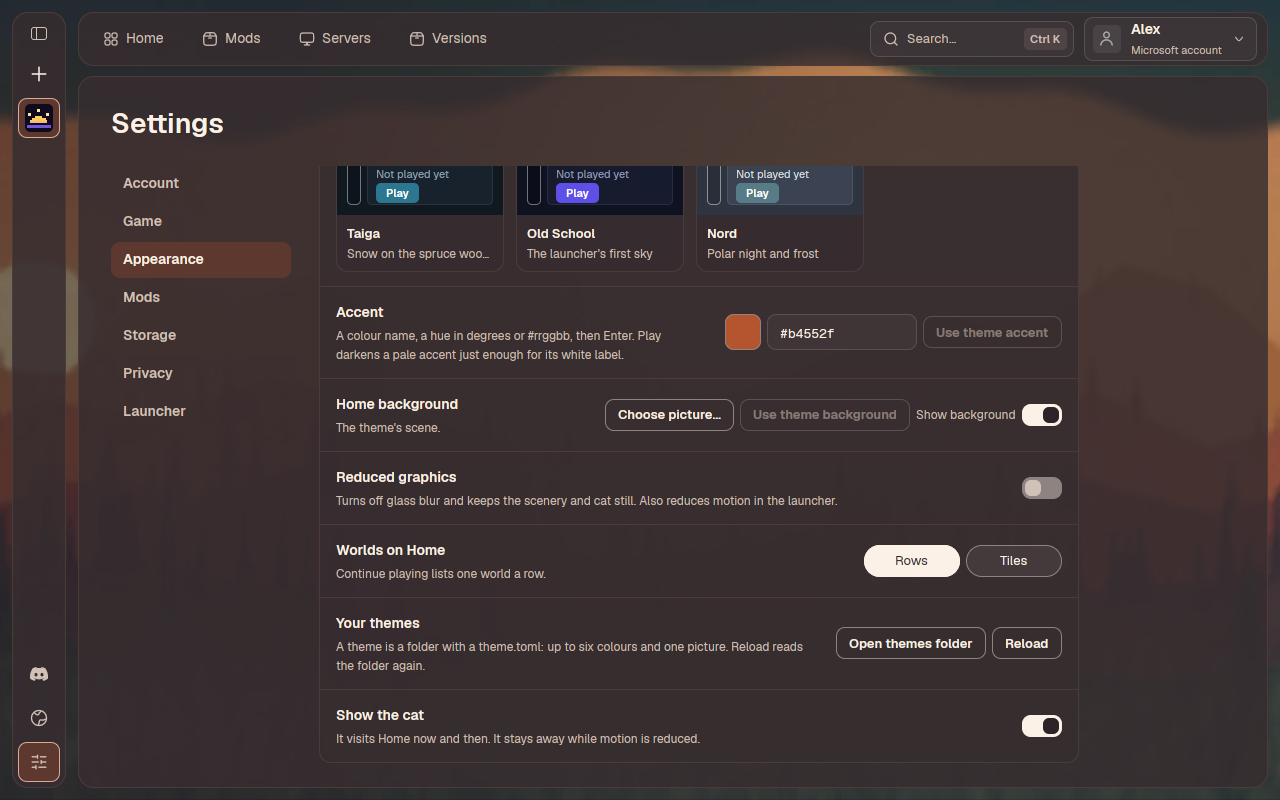 Home
Mods
Servers
Versions
Search...
Ctrl K
Alex
Microsoft account
Settings
Account
Game
Appearance
Mods
Storage
Privacy
Launcher
Not played yet
Play
Taiga
Snow on the spruce woo...
Not played yet
Play
Old School
The launcher's first sky
Not played yet
Play
Nord
Polar night and frost
Accent
A colour name, a hue in degrees or #rrggbb, then Enter. Play
darkens a pale accent just enough for its white label.
#b4552f
Use theme accent
Home background
The theme's scene.
Choose picture...
Use theme background
Show background
Reduced graphics
Turns off glass blur and keeps the scenery and cat still. Also reduces motion in the launcher.
Worlds on Home
Continue playing lists one world a row.
Rows
Tiles
Your themes
A theme is a folder with a theme.toml: up to six colours and one picture. Reload reads
the folder again.
Open themes folder
Reload
Show the cat
It visits Home now and then. It stays away while motion is reduced.